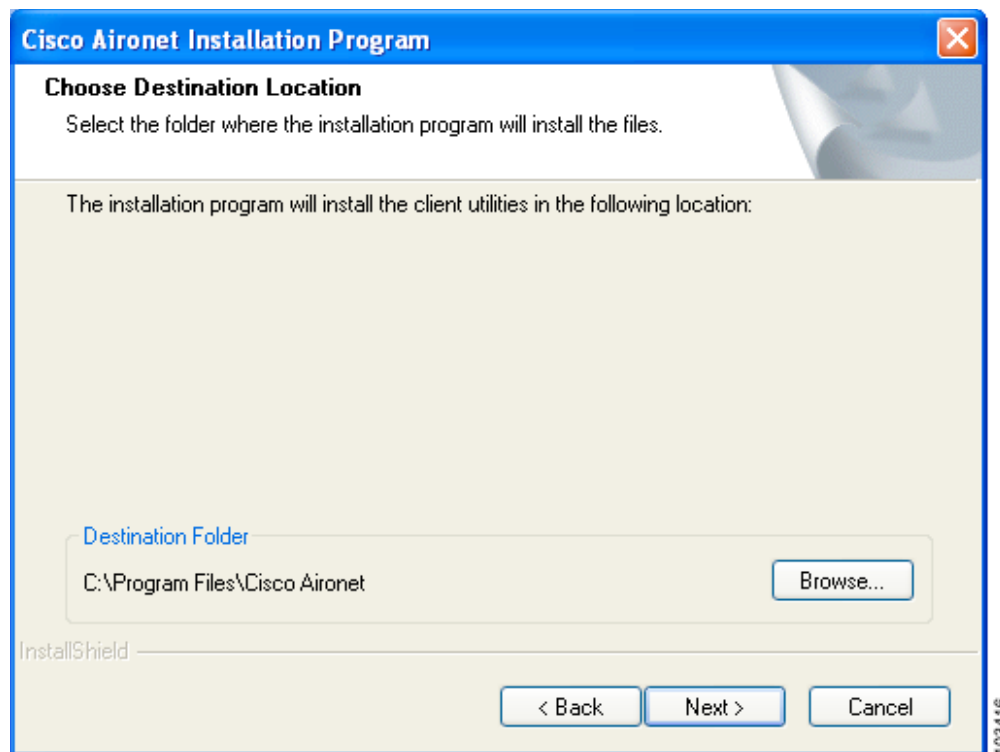 Cisco Aironet Installation Program
Choose Destination Location
Select the folder where the installation program will install the files.
The installation program will install the client utilities in the following location:
Destination Folder
C:\Program Files\Cisco Aironet
Browse...
InstallShield
< Back
Next >
Cancel